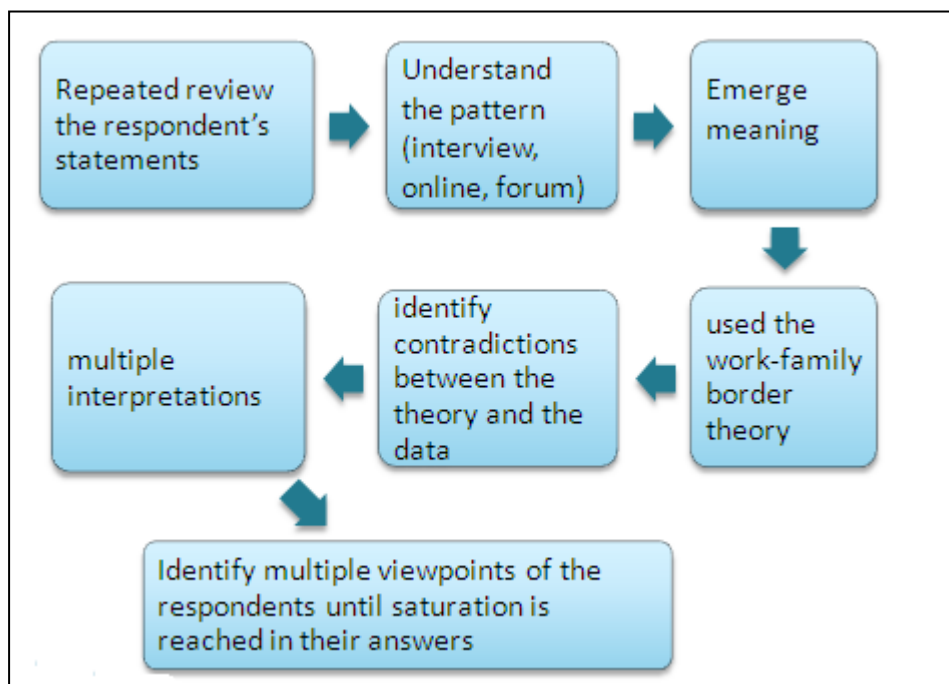 Repeated review
the respondent's
statements
Understand
the pattern
(interview,
online, forum)
Emerge
meaning
used the
work-family
border
theory
identify
contradictions
between the
theory and the
data
multiple
interpretations
Identify multiple viewpoints of the
respondents until saturation is
reached in their answers